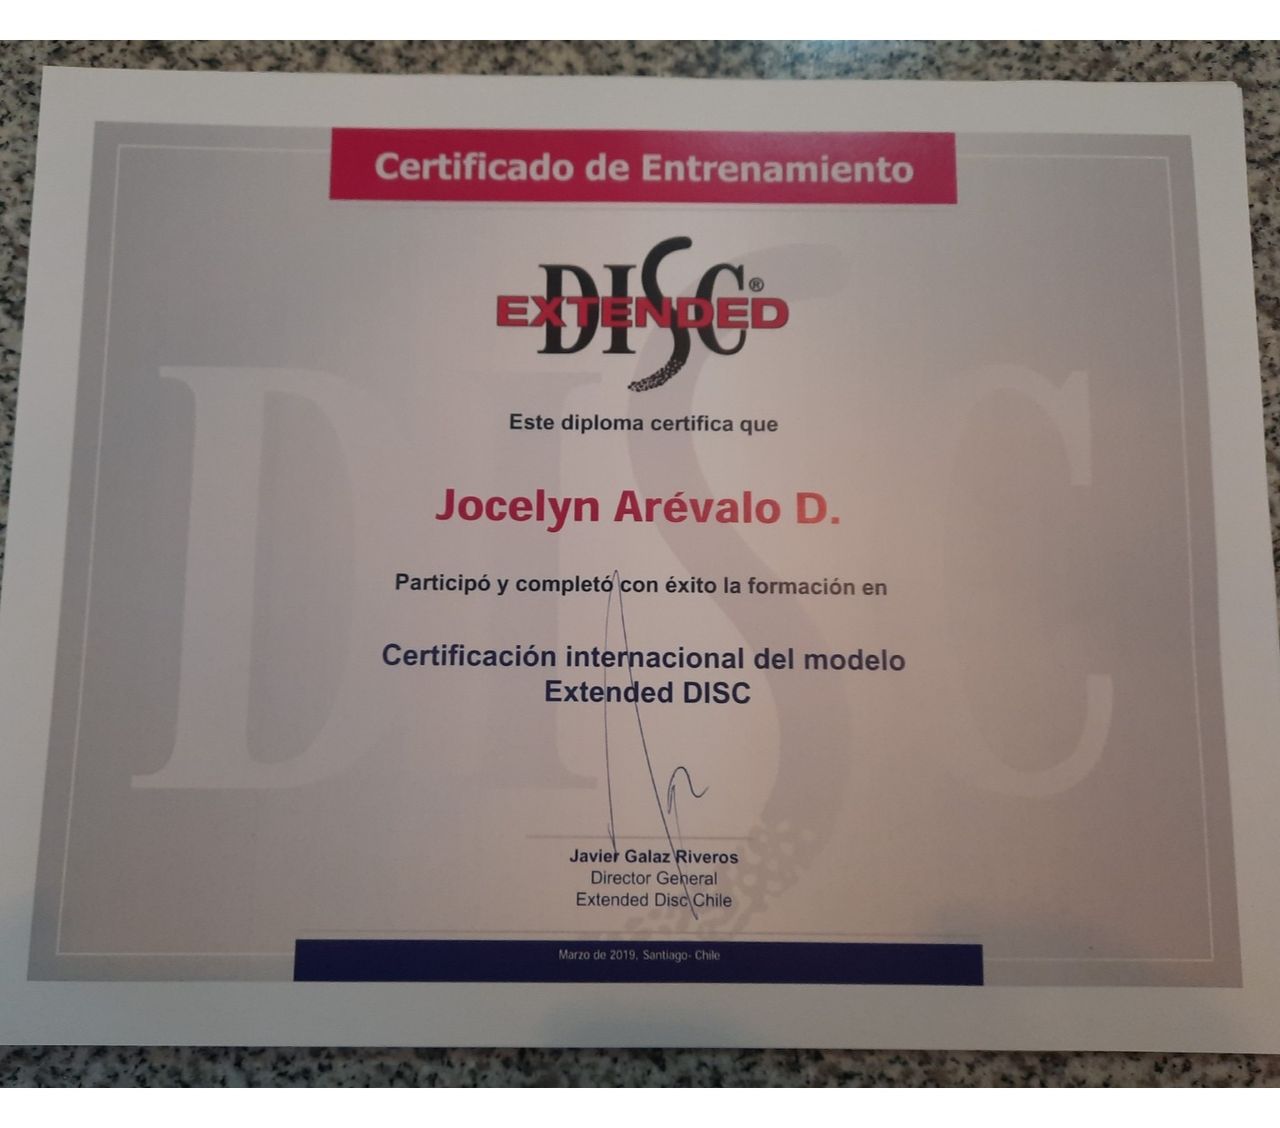 Certificado de Entrenamiento
DISC®
EXTENDED
Este diploma certifica que
Jocelyn Arévalo D.
Participó y completó con éxito la formación en
Certificación internacional del modelo
Extended DISC
Javier Galaz Riveros
Director General
Extended Disc Chile
Marzo de 2019, Santiago- Chile